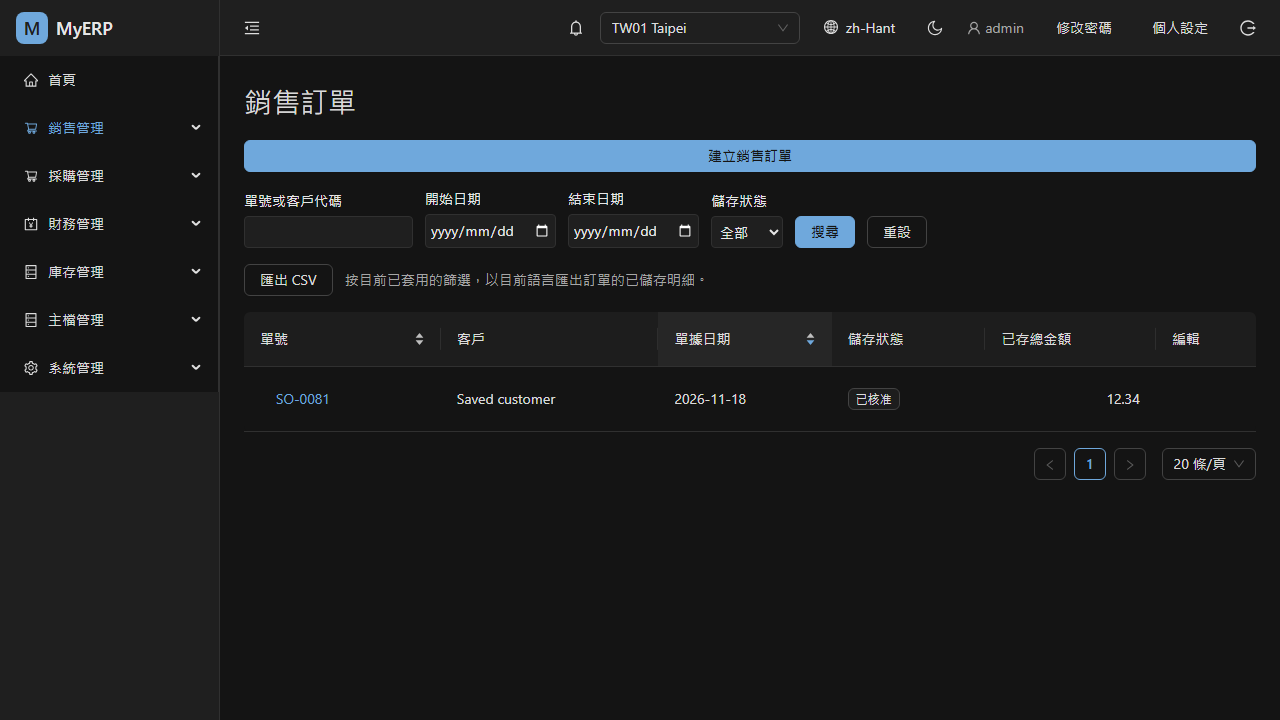 M MyERP
TW01 Taipei
zh-Hant
admin
修改密碼
個人設定
首頁
銷售管理
採購管理
財務管理
庫存管理
主檔管理
系統管理
銷售訂單
建立銷售訂單
單號或客戶代碼
開始日期
結束日期
儲存狀態
yyyy/mm/dd
yyyy/mm/dd
全部
搜尋
重設
匯出 CSV
按目前已套用的篩選，以目前語言匯出訂單的已儲存明細。
單號 客戶 單據日期 儲存狀態 已存總金額 編輯
SO-0081 Saved customer 2026-11-18 已核准 12.34
1
20 條/頁